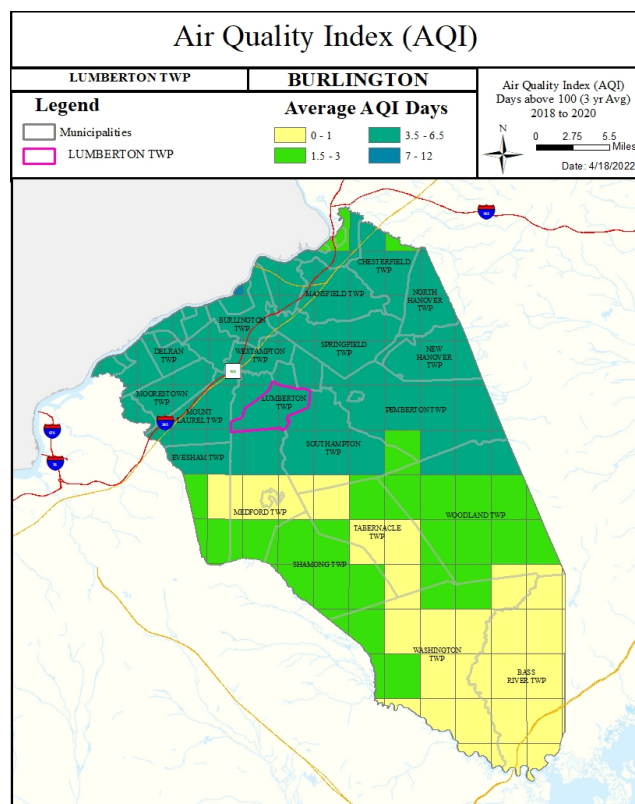 Air Quality Index (AQI)
LUMBERTON TWP
BURLINGTON
Legend
Municipalities
LUMBERTON TWP
Average AQI Days
0 - 1
3.5 - 6.5
1.5 - 3
7 - 12
Air Quality Index (AQI)
Days above 100 (3 yr Avg)
2018 to 2020
N
0 2.75 5.5
Miles
Date: 4/18/2022
CHESTERFIELD
TWP
MANSFIELD TWP
NORTH
HANOVER
TWP
BURLINGTON
TWP
SPRINGFIELD
TWP
DELRAN
TWP
WESTAMPTON
TWP
NEW
HANOVER
TWP
MOORESTOWN
TWP
LUMBERTON
TWP
MOUNT
LAUREL TWP
PEMBERTON TWP
EVESHAM TWP
SOUTHAMPTON
TWP
MEDFORD TWP
WOODLAND TWP
TABERNACLE
TWP
SHAMONG TWP
WASHINGTON
TWP
BASS
RIVER TWP